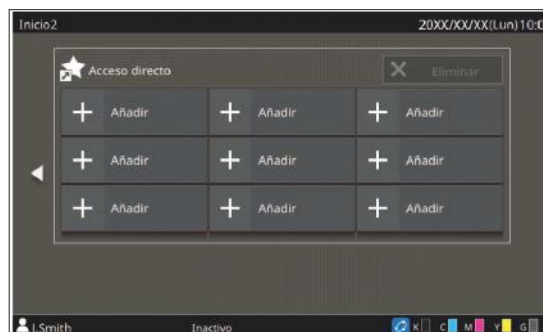 Inicio2 20XX/XX/XX(Lun)10:0
Acceso directo Eliminar
Añadir Añadir Añadir
Añadir Añadir Añadir
Añadir Añadir Añadir
J.Smith Inactivo K C M Y G